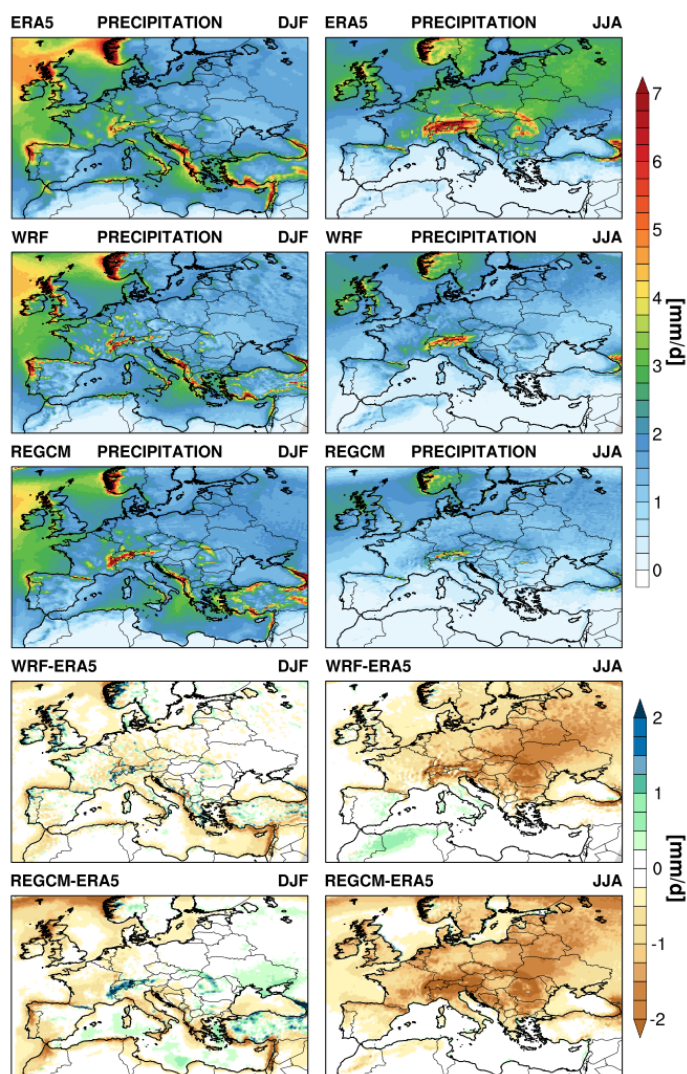 ERA5 PRECIPITATION DJF
ERA5 PRECIPITATION JJA
WRF PRECIPITATION DJF
WRF PRECIPITATION JJA
REGCM PRECIPITATION DJF
REGCM PRECIPITATION JJA
7
6
5
4
3
2
1
0
[mm/d]
WRF-ERA5 DJF
WRF-ERA5 JJA
REGCM-ERA5 DJF
REGCM-ERA5 JJA
2
1
0
-1
-2
[mm/d]